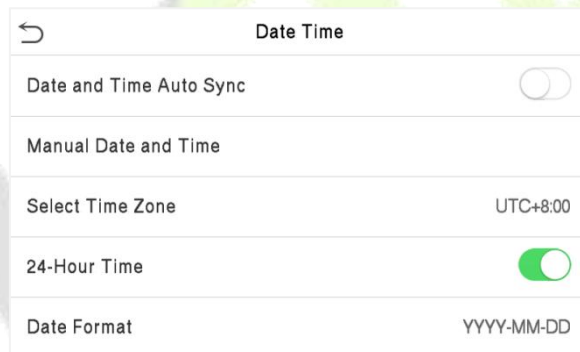 Date Time
Date and Time Auto Sync
Manual Date and Time
Select Time Zone UTC+8:00
24-Hour Time
Date Format YYYY-MM-DD